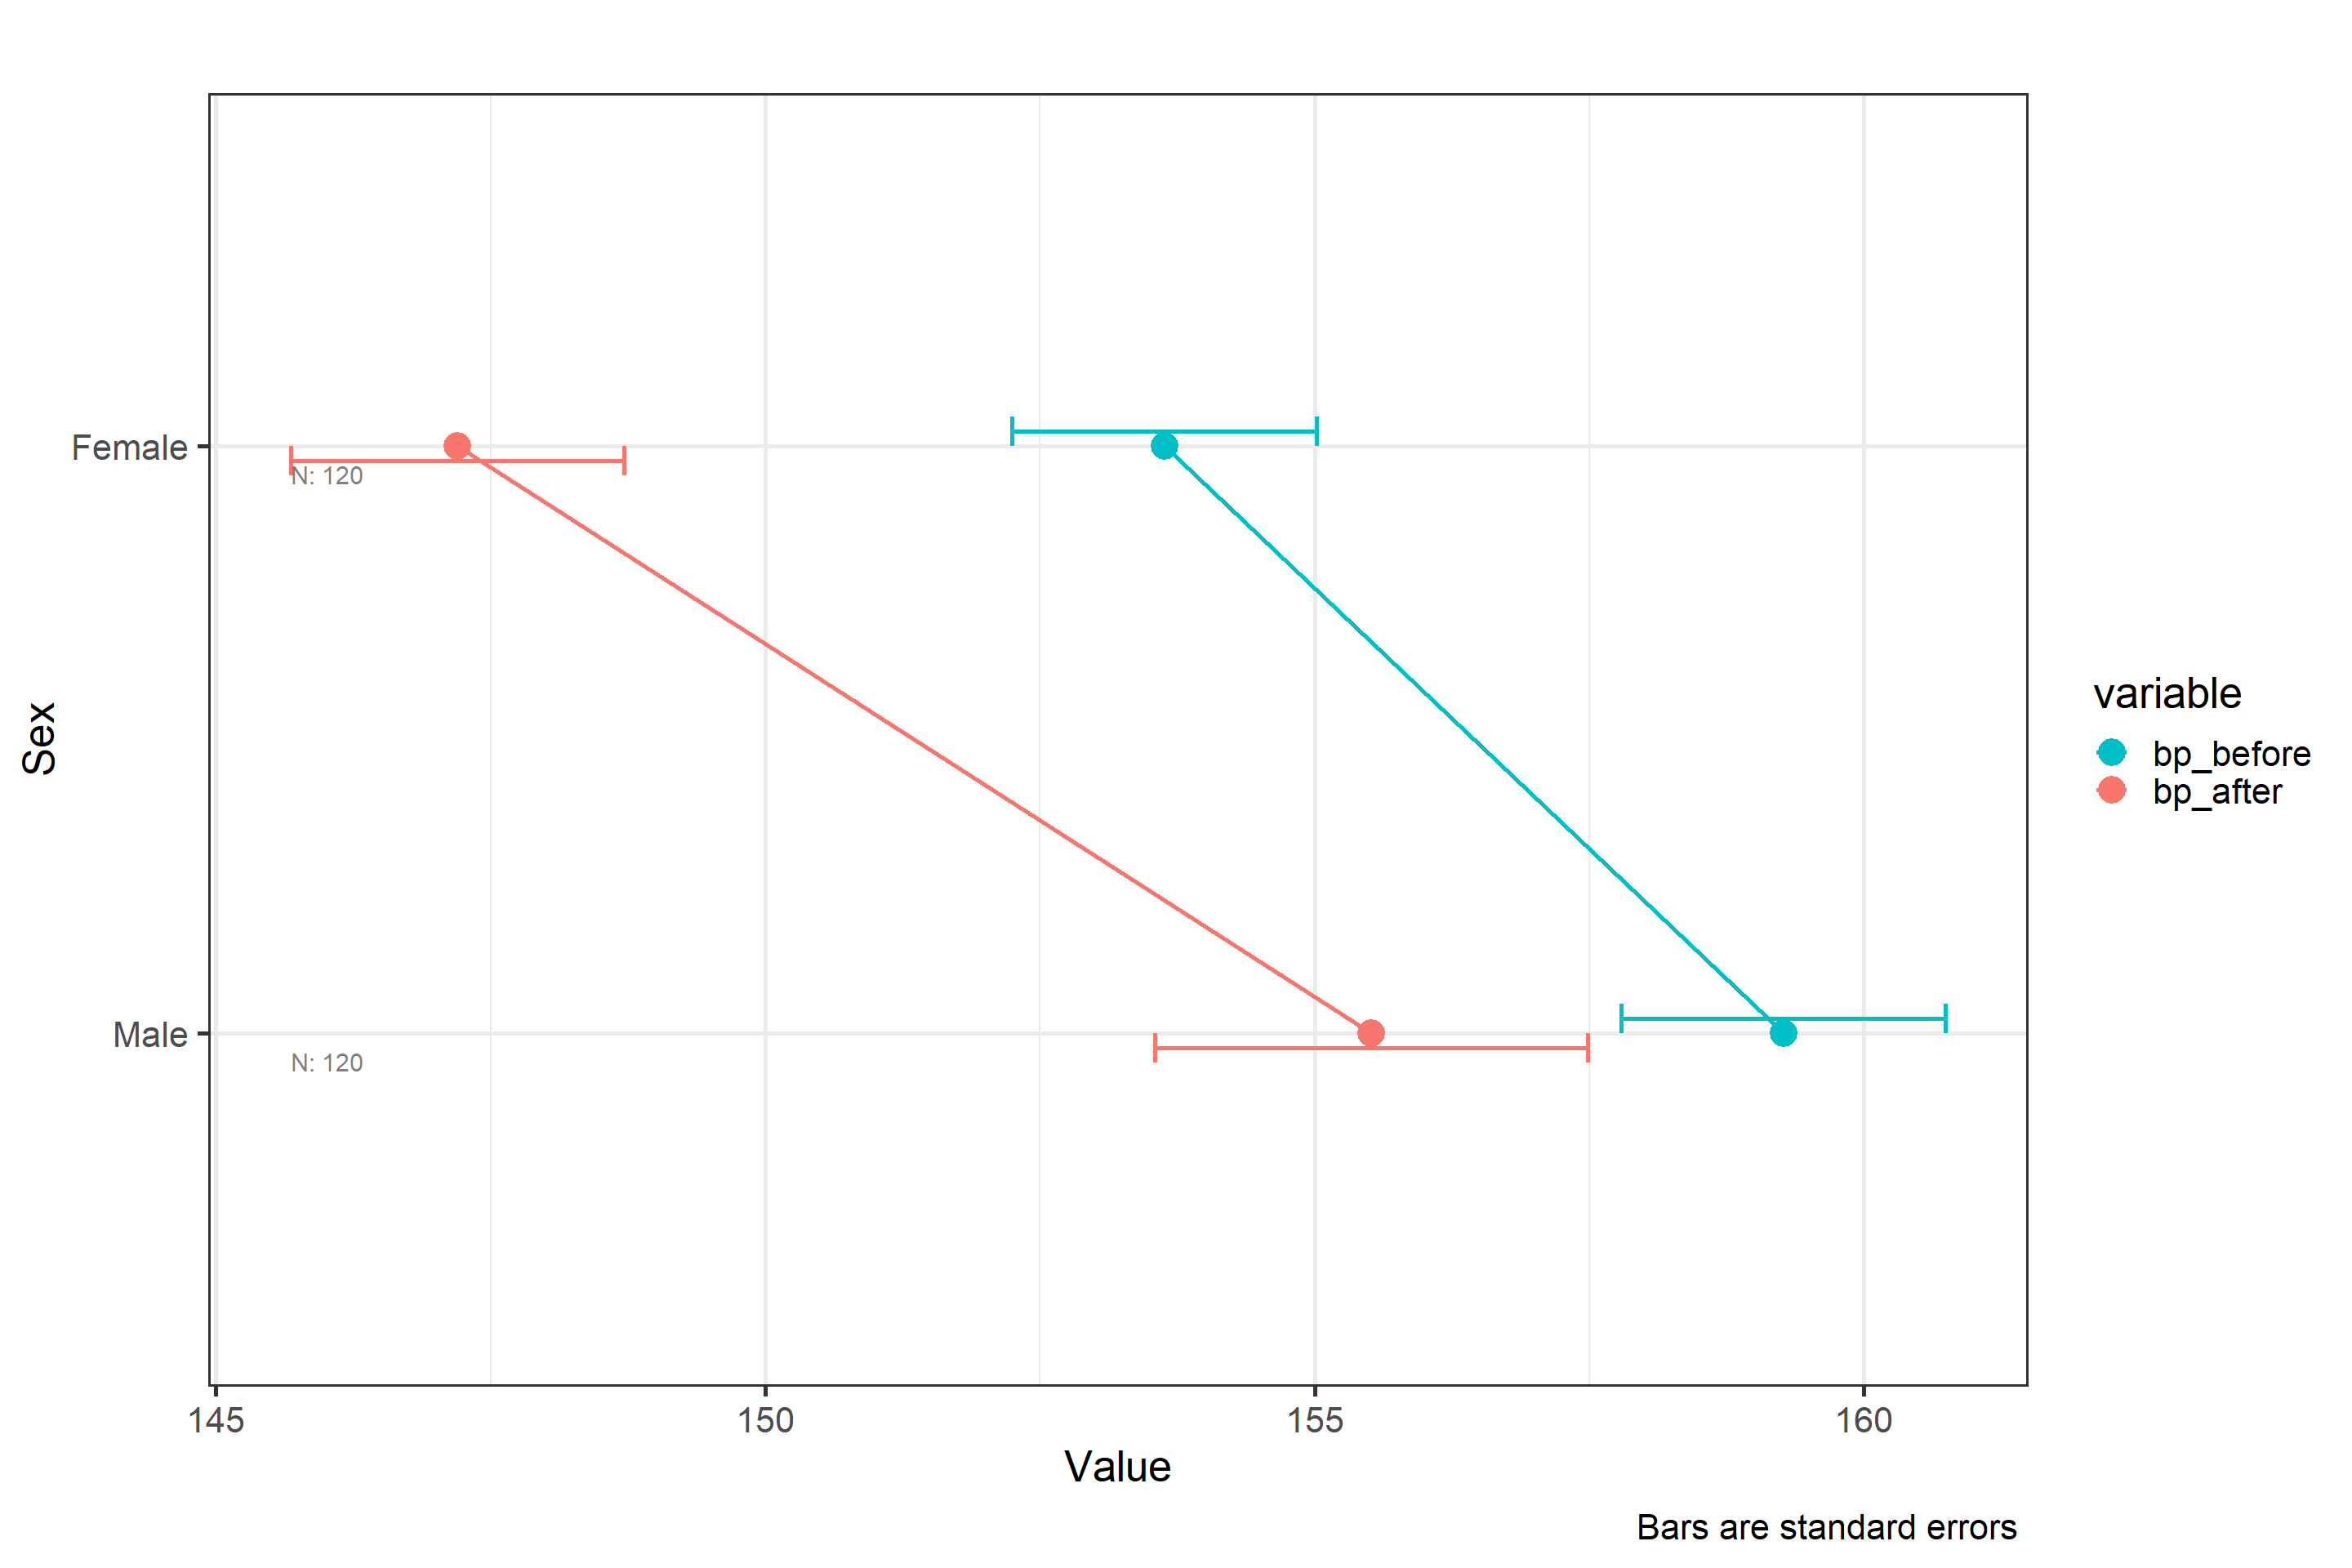 Female
N: 120
Sex
Male
N: 120
145 150 155 160
Value
variable
bp_before
bp_after
Bars are standard errors